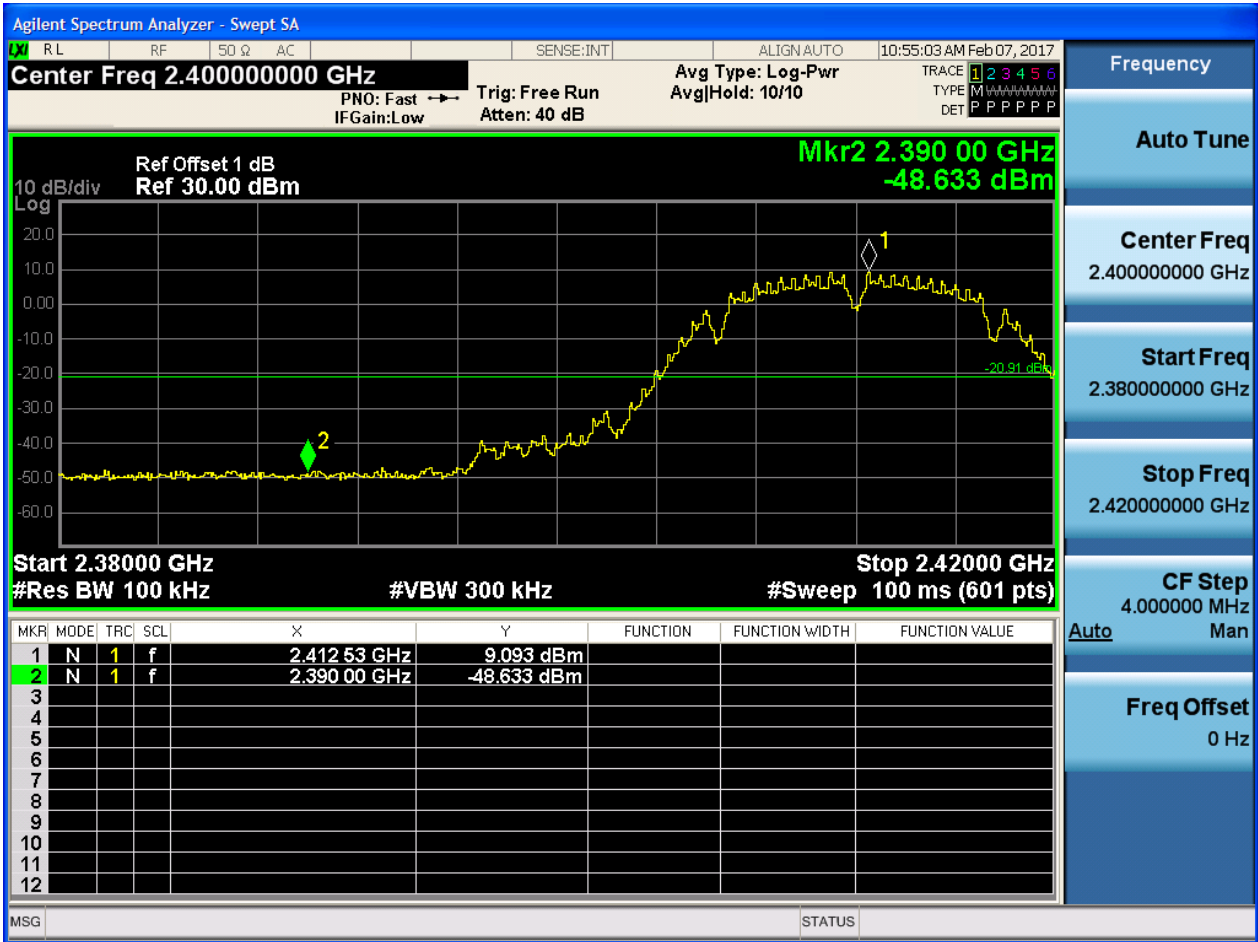 Agilent Spectrum Analyzer - Swept SA
LXI RL RF 50 Ω AC SENSE:INT ALIGN AUTO 10:55:03 AM Feb 07, 2017
Center Freq 2.400000000 GHz
PNO: Fast
IFGain:Low
Trig: Free Run
Atten: 40 dB
Avg Type: Log-Pwr
Avg|Hold: 10/10
TRACE 1 2 3 4 5 6
TYPE M WWWWW
DET P P P P P P
Mkr2 2.390 00 GHz
-48.633 dBm
Ref Offset 1 dB
10 dB/div Ref 30.00 dBm
Log
20.0
10.0
0.00
-10.0
-20.0
-30.0
-40.0
-50.0
-60.0
1
2
-20.91 dBm
Start 2.38000 GHz Stop 2.42000 GHz
#Res BW 100 kHz #VBW 300 kHz #Sweep 100 ms (601 pts)
MKR MODE TRC SCL X Y FUNCTION FUNCTION WIDTH FUNCTION VALUE
1 N 1 f 2.412 53 GHz 9.093 dBm
2 N 1 f 2.390 00 GHz -48.633 dBm
3
4
5
6
7
8
9
10
11
12
MSG STATUS
Frequency
Auto Tune
Center Freq
2.400000000 GHz
Start Freq
2.380000000 GHz
Stop Freq
2.420000000 GHz
CF Step
4.000000 MHz
Auto Man
Freq Offset
0 Hz